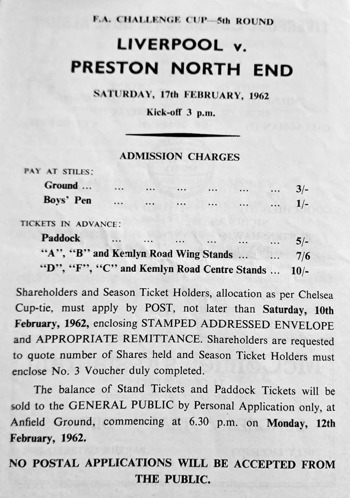 F.A. CHALLENGE CUP—5th ROUND
LIVERPOOL v.
PRESTON NORTH END
SATURDAY, 17th FEBRUARY, 1962
Kick-off 3 p.m.
ADMISSION CHARGES
PAY AT STILES:
Ground ... ... ... ... ... ... ... 3/-
Boys' Pen ... ... ... ... ... ... 1/-
TICKETS IN ADVANCE:
Paddock ... ... ... ... ... ... 5/-
"A", "B" and Kemlyn Road Wing Stands ... ... 7/6
"D", "F", "C" and Kemlyn Road Centre Stands ... 10/-
Shareholders and Season Ticket Holders, allocation as per Chelsea
Cup-tie, must apply by POST, not later than Saturday, 10th
February, 1962, enclosing STAMPED ADDRESSED ENVELOPE
and APPROPRIATE REMITTANCE. Shareholders are requested
to quote number of Shares held and Season Ticket Holders must
enclose No. 3 Voucher duly completed.
The balance of Stand Tickets and Paddock Tickets will be
sold to the GENERAL PUBLIC by Personal Application only, at
Anfield Ground, commencing at 6.30 p.m. on Monday, 12th
February, 1962.
NO POSTAL APPLICATIONS WILL BE ACCEPTED FROM
THE PUBLIC.